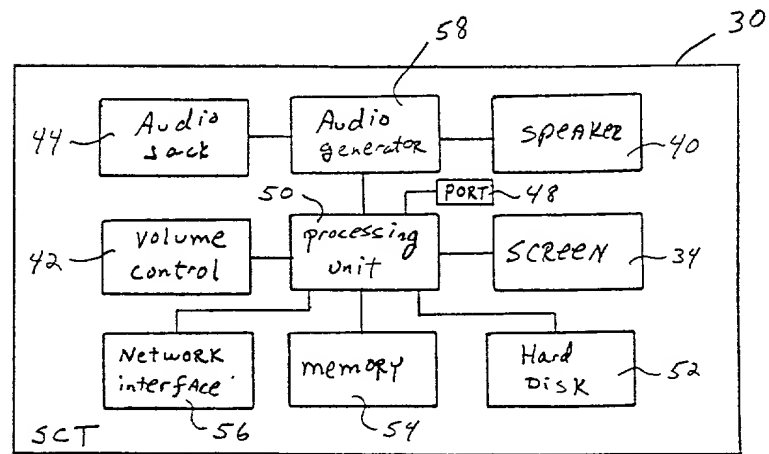 58
30
Audio
Jack
44
Audio
generator
SPEAKER
40
50
PORT
48
volume
control
42
processing
unit
SCREEN
34
Network
interface
56
memory
54
Hard
DISK
52
SCT